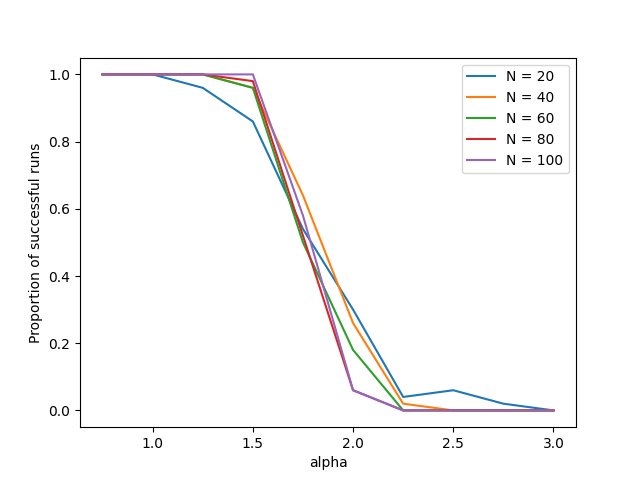 1.0
0.8
0.6
0.4
0.2
0.0
Proportion of successful runs
1.0
1.5
2.0
2.5
3.0
alpha
N = 20
N = 40
N = 60
N = 80
N = 100